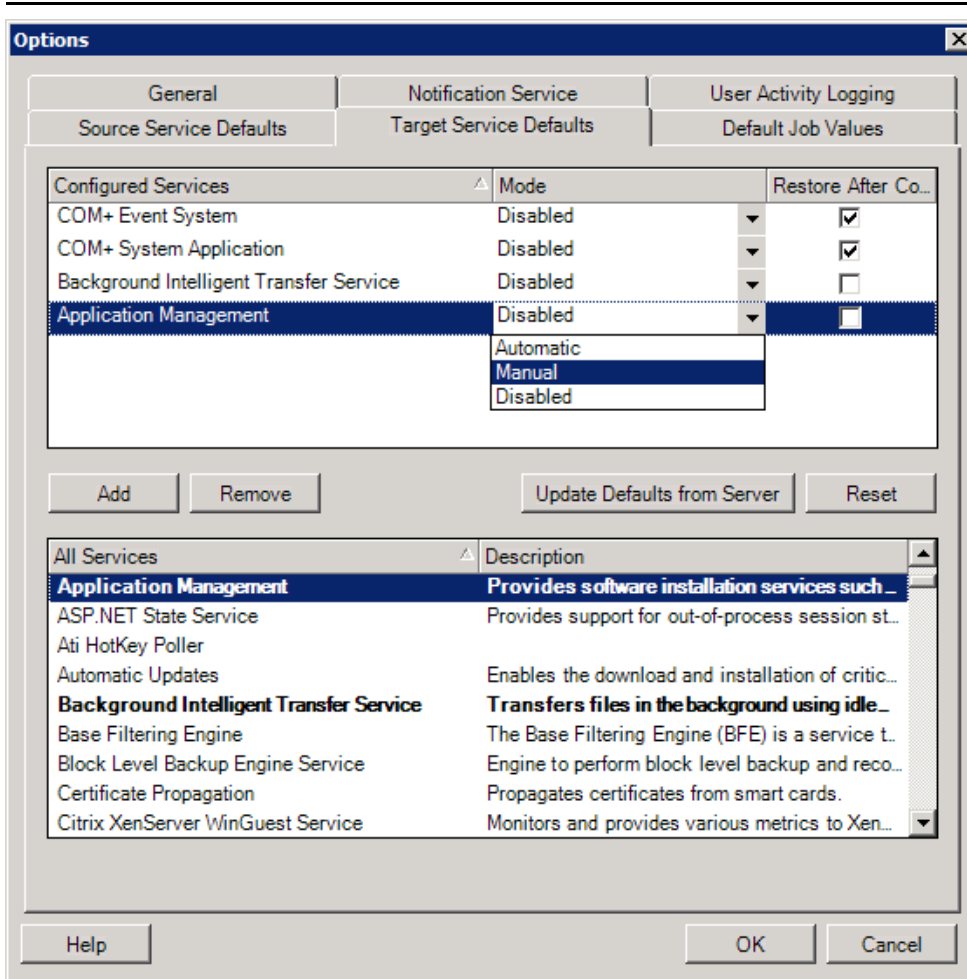 Options
General Notification Service User Activity Logging
Source Service Defaults Target Service Defaults Default Job Values
Configured Services Mode Restore After Co...
COM+ Event System Disabled
COM+ System Application Disabled
Background Intelligent Transfer Service Disabled
Application Management Disabled
Automatic
Manual
Disabled
Add Remove Update Defaults from Server Reset
All Services Description
Application Management Provides software installation services such ...
ASP.NET State Service Provides support for out-of-process session st...
Ati HotKey Poller
Automatic Updates Enables the download and installation of critic...
Background Intelligent Transfer Service Transfers files in the background using idle...
Base Filtering Engine The Base Filtering Engine (BFE) is a service t...
Block Level Backup Engine Service Engine to perform block level backup and reco...
Certificate Propagation Propagates certificates from smart cards.
Citrix XenServer WinGuest Service Monitors and provides various metrics to Xen...
Help OK Cancel